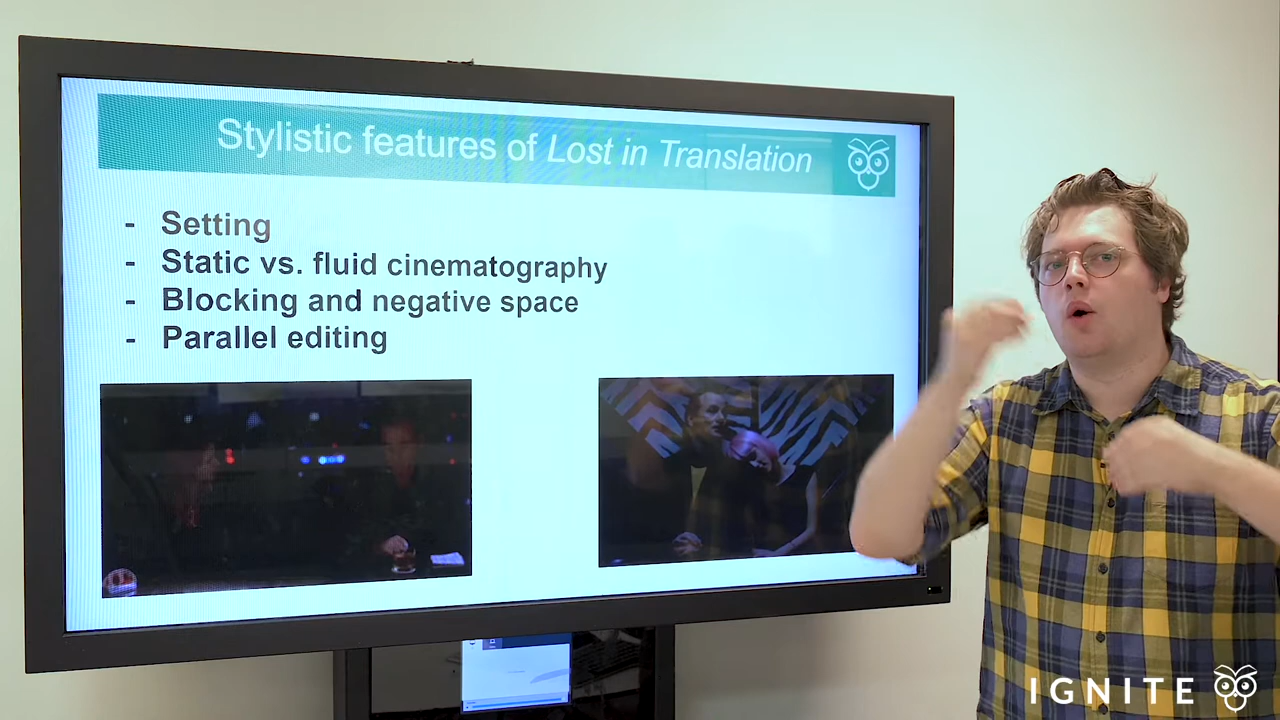 Stylistic features of Lost in Translation
- Setting
- Static vs. fluid cinematography
- Blocking and negative space
- Parallel editing
IGNITE